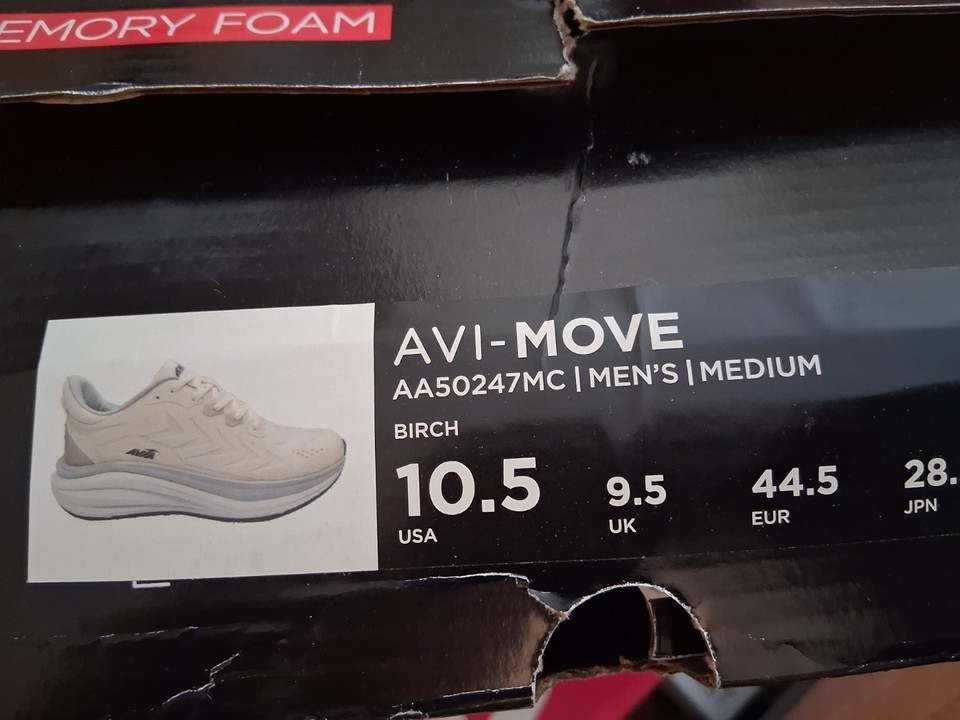 EMORY FOAM
AVI-MOVE
AA50247MC | MEN'S | MEDIUM
BIRCH
10.5 9.5 44.5 28.
USA UK EUR JPN
AVIA